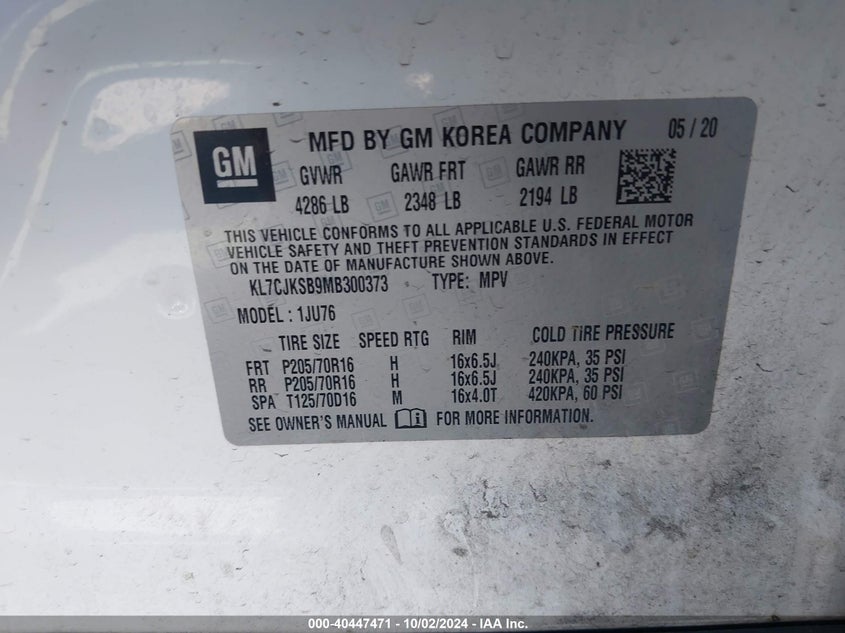 GM
MFD BY GM KOREA COMPANY 05 / 20
GVWR GAWR FRT GAWR RR
4286 LB 2348 LB 2194 LB
THIS VEHICLE CONFORMS TO ALL APPLICABLE U.S. FEDERAL MOTOR
VEHICLE SAFETY AND THEFT PREVENTION STANDARDS IN EFFECT
ON THE DATE OF MANUFACTURE SHOWN ABOVE.
KL7CJKSB9MB300373 TYPE: MPV
MODEL : 1JU76
TIRE SIZE SPEED RTG RIM COLD TIRE PRESSURE
FRT P205/70R16 H 16x6.5J 240KPA, 35 PSI
RR P205/70R16 H 16x6.5J 240KPA, 35 PSI
SPA T125/70D16 M 16x4.0T 420KPA, 60 PSI
SEE OWNER'S MANUAL FOR MORE INFORMATION.
000-40447471 - 10/02/2024 - IAA Inc.